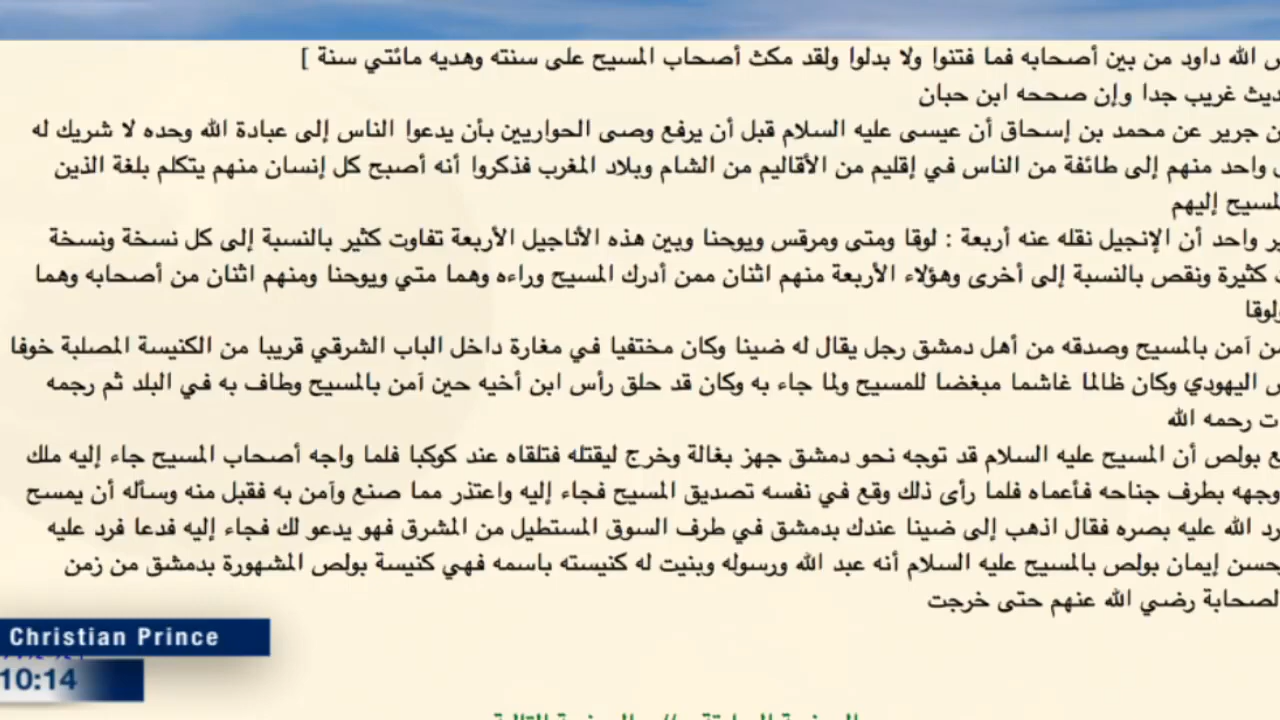 الله داود من بين أصحابه فما فتنوا ولا بدلوا ولقد مكث أصحاب المسيح على سنته وهديه مائتي سنة ]
غريب جدا وإن صححه ابن حبان
جرير عن محمد بن إسحاق أن عيسى عليه السلام قبل أن يرفع وصى الحواريين بأن يدعوا الناس إلى عبادة الله وحده لا شريك له
واحد منهم إلى طائفة من الناس في إقليم من الأقاليم من الشام وبلاد المغرب فذكروا أنه أصبح كل إنسان منهم يتكلم بلغة الذين
إليهم
واحد أن الإنجيل نقله عنه أربعة : لوقا ومتى ومرقس ويوحنا وبين هذه الأناجيل الأربعة تفاوت كثير بالنسبة إلى كل نسخة ونسخة
كثيرة ونقص بالنسبة إلى أخرى وهؤلاء الأربعة منهم اثنان ممن أدرك المسيح وراءه وهما متي ويوحنا ومنهم اثنان من أصحابه وهما
آمن بالمسيح وصدقه من أهل دمشق رجل يقال له ضينا وكان مختفيا في مغارة داخل الباب الشرقي قريبا من الكنيسة المصلبة خوفا
اليهودي وكان ظالما غاشما مبغضا للمسيح ولما جاء به وكان قد حلق رأس ابن أخيه حين آمن بالمسيح وطاف به في البلد ثم رجمه
رحمه الله
بولص أن المسيح عليه السلام قد توجه نحو دمشق جهز بغالة وخرج ليقتله فتلقاه عند كوكبا فلما واجه أصحاب المسيح جاء إليه ملك
وجهه بطرف جناحه فأعماه فلما رأى ذلك وقع في نفسه تصديق المسيح فجاء إليه واعتذر مما صنع وآمن به فقبل منه وسأله أن يمسح
الله عليه بصره فقال اذهب إلى ضينا عندك بدمشق في طرف السوق المستطيل من المشرق فهو يدعو لك فجاء إليه فدعا فرد عليه
إيمان بولص بالمسيح عليه السلام أنه عبد الله ورسوله وبنيت له كنيسته باسمه فهي كنيسة بولص المشهورة بدمشق من زمن
رضي الله عنهم حتى خرجت
Christian Prince
10:14